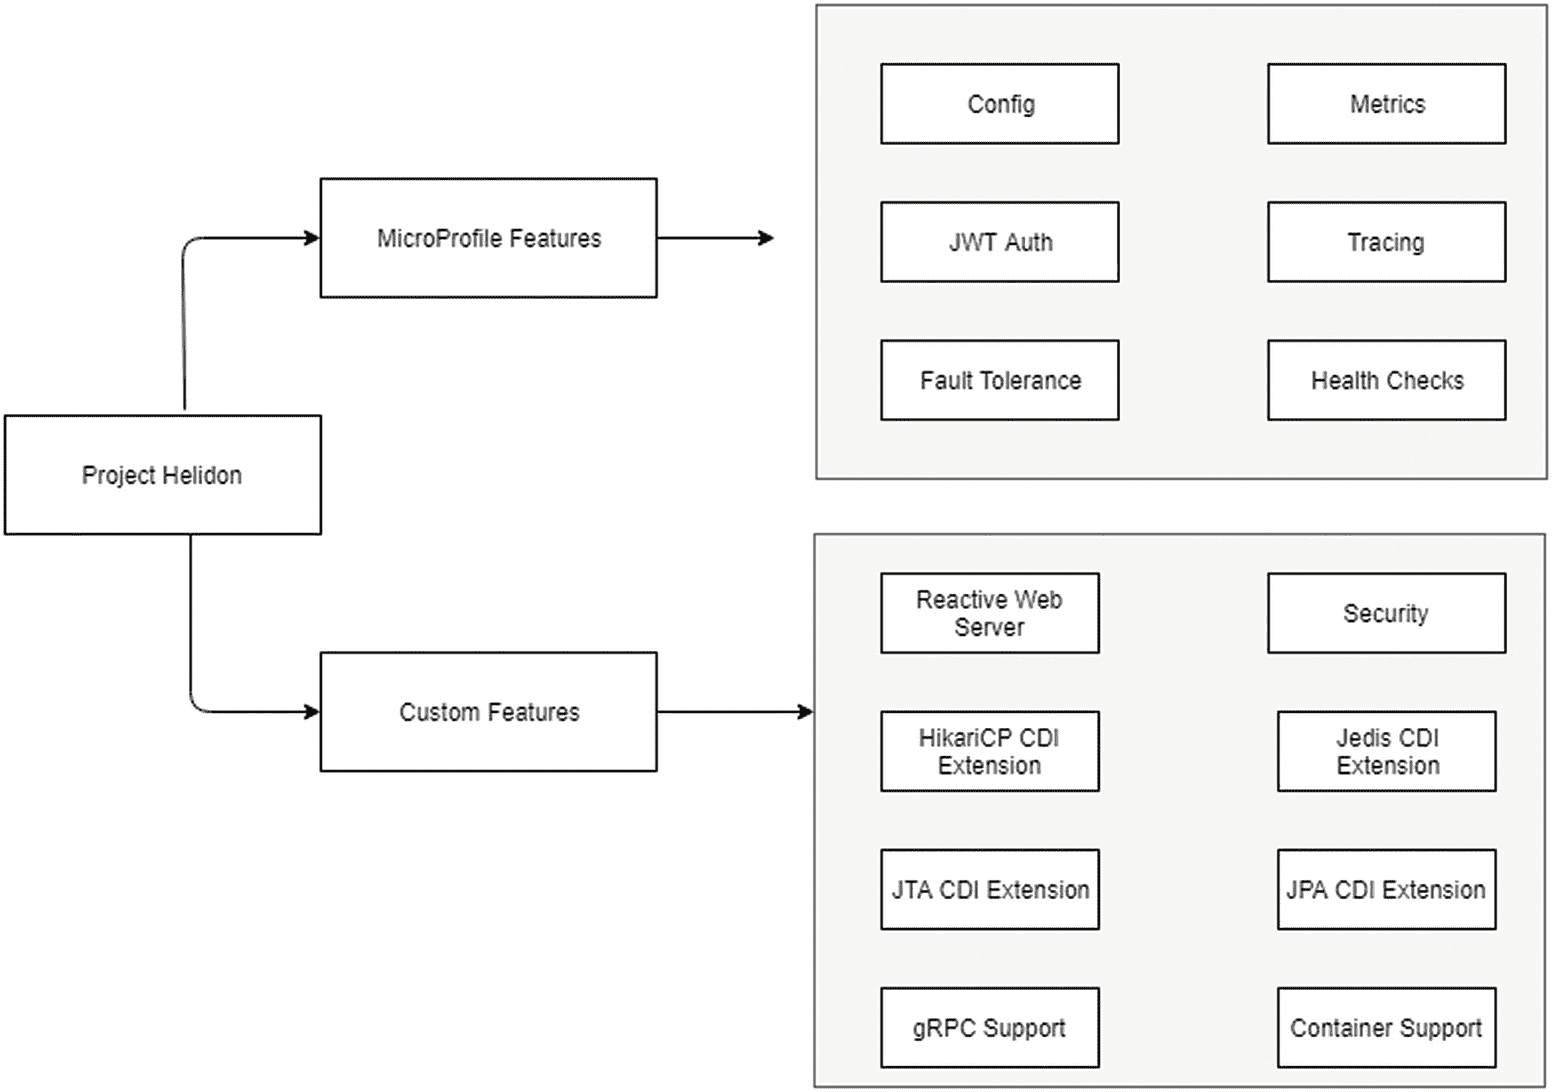 Config
Metrics
MicroProfile Features
JWT Auth
Tracing
Fault Tolerance
Health Checks
Project Helidon
Reactive Web
Server
Security
Custom Features
HikariCP CDI
Extension
Jedis CDI
Extension
JTA CDI Extension
JPA CDI Extension
gRPC Support
Container Support